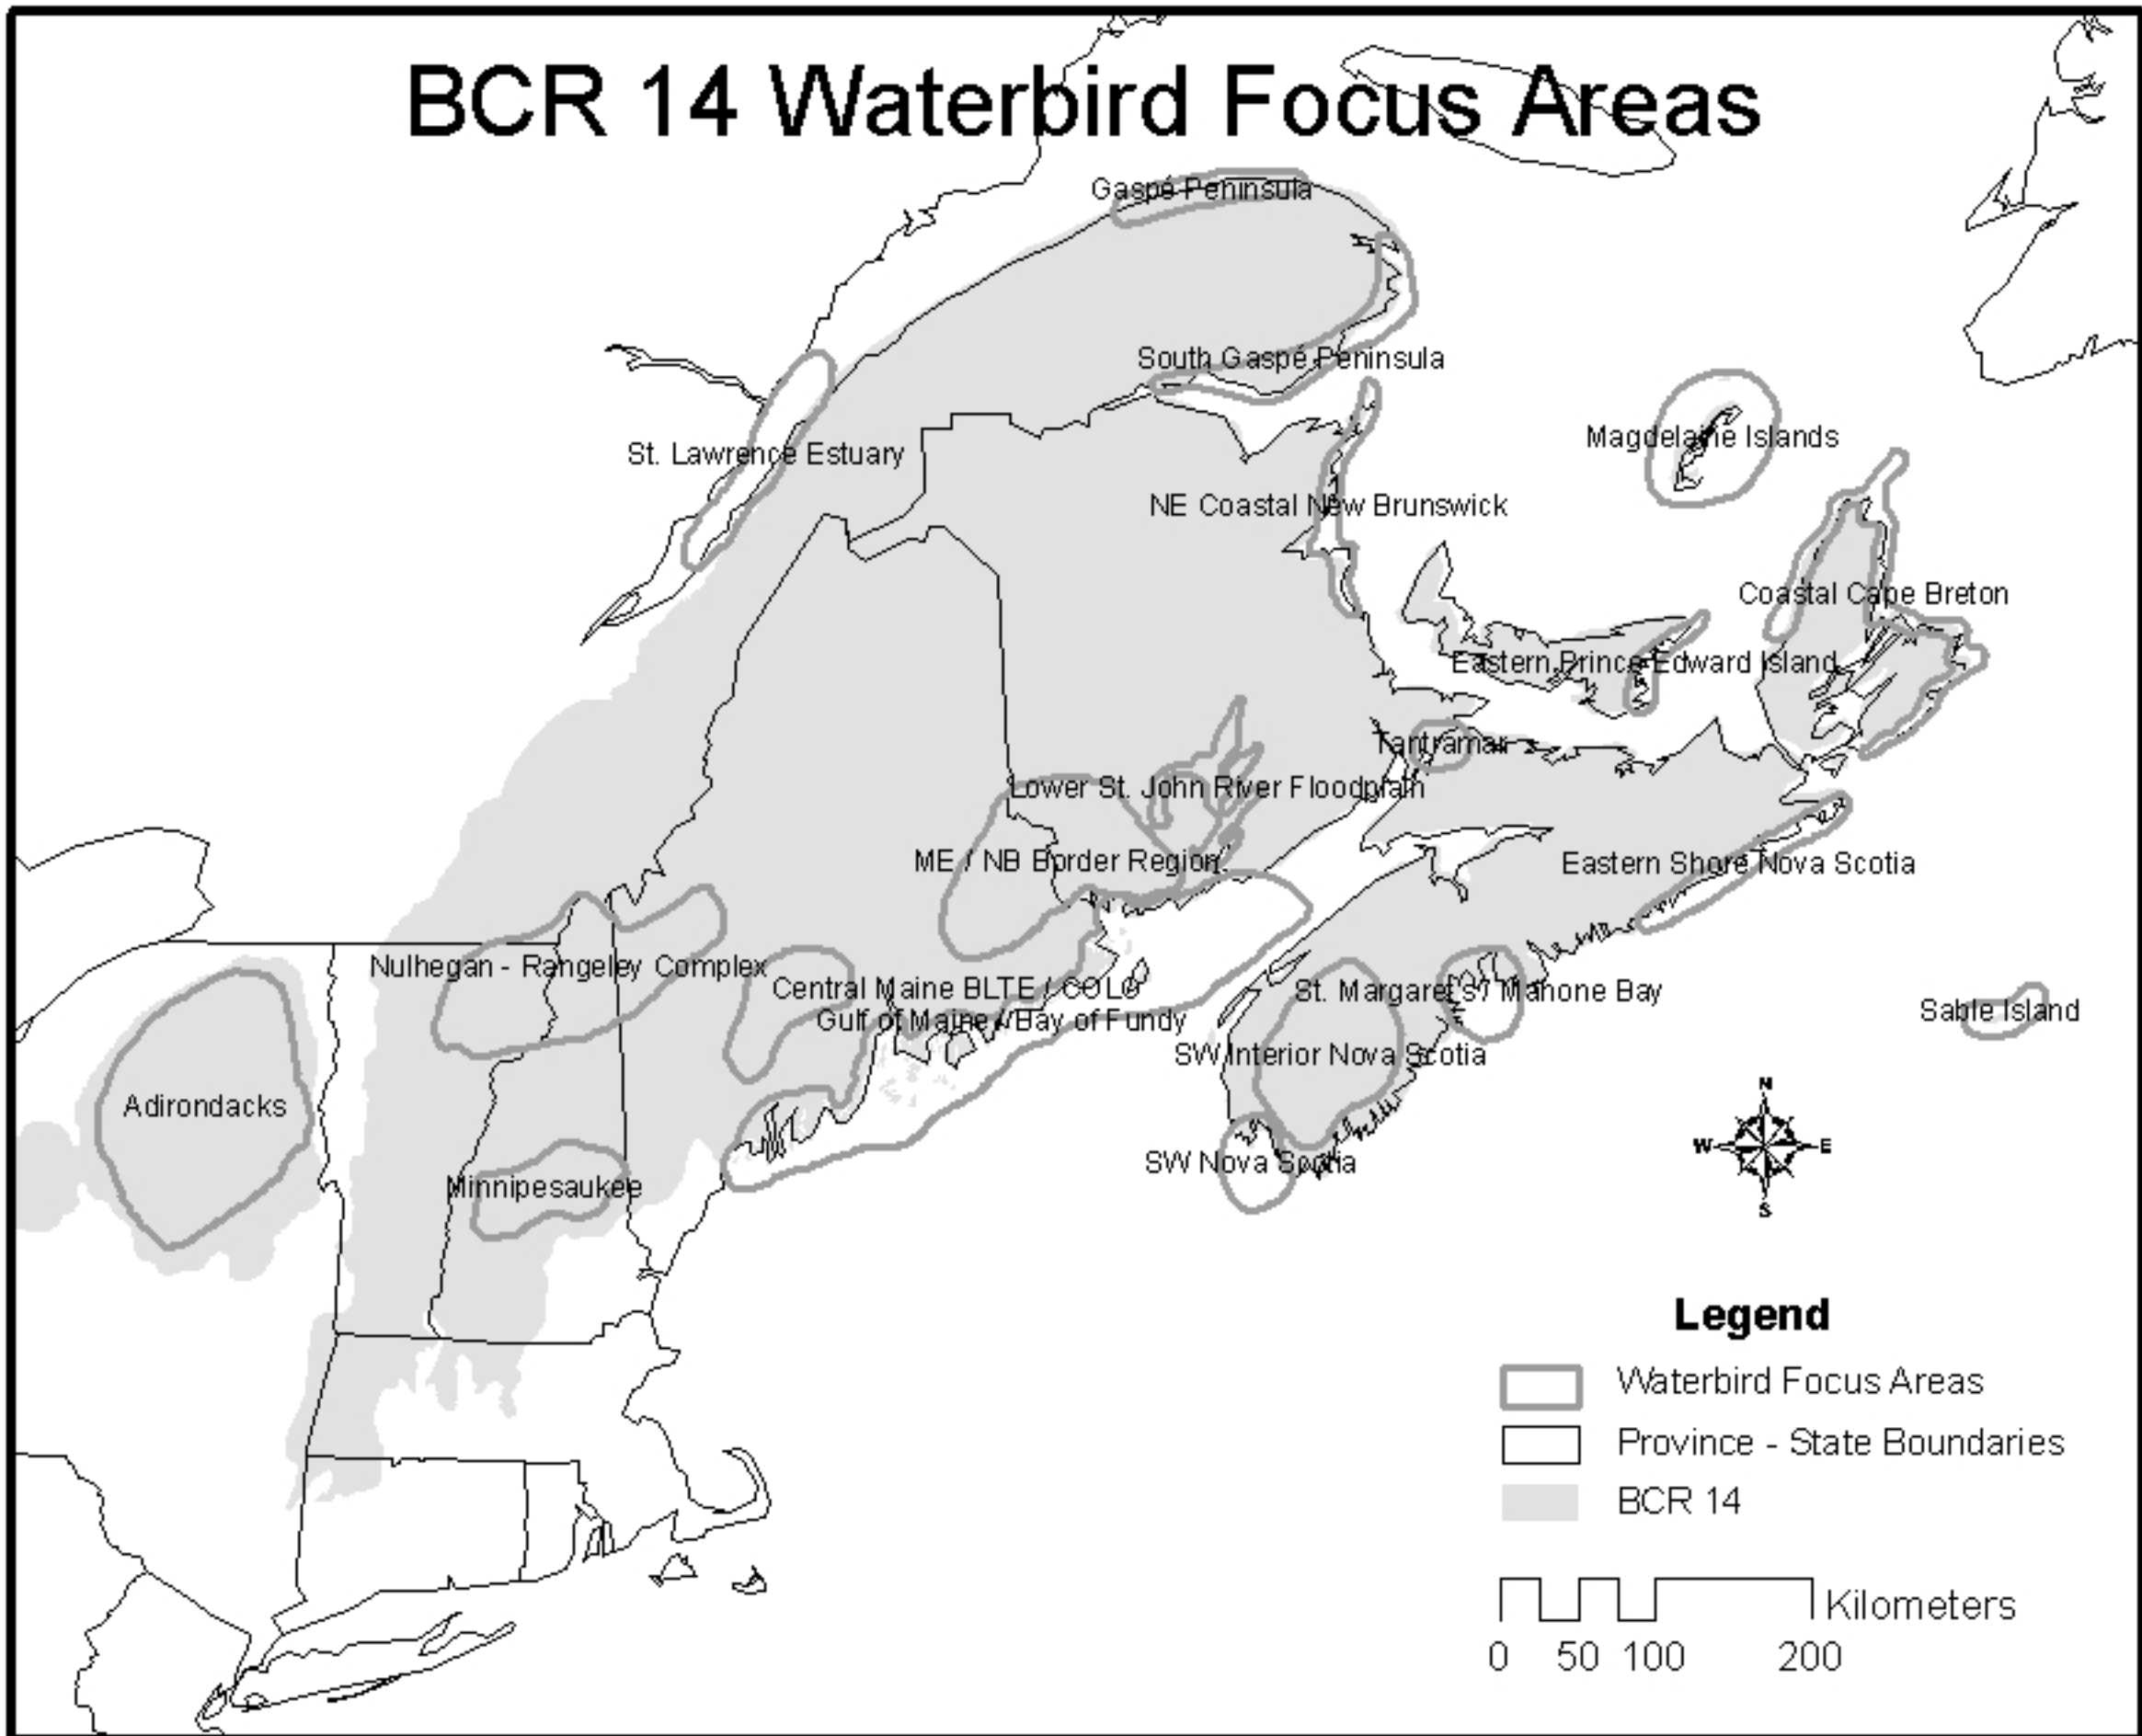 BCR 14 Waterbird Focus Areas
Gaspé Peninsula
South Gaspé Peninsula
St. Lawrence Estuary
Magdelaine Islands
NE Coastal New Brunswick
Coastal Cape Breton
Eastern Prince Edward Island
Tantramar
Lower St. John River Floodplain
ME / NB Border Region
Eastern Shore Nova Scotia
Nulhegan - Rangeley Complex
Central Maine BLTE / COLO
St. Margaret's / Mahone Bay
Gulf of Maine / Bay of Fundy
Sable Island
SW Interior Nova Scotia
Adirondacks
SW Nova Scotia
Minnipesaukee
N
W E
S
Legend
Waterbird Focus Areas
Province - State Boundaries
BCR 14
Kilometers
0 50 100 200